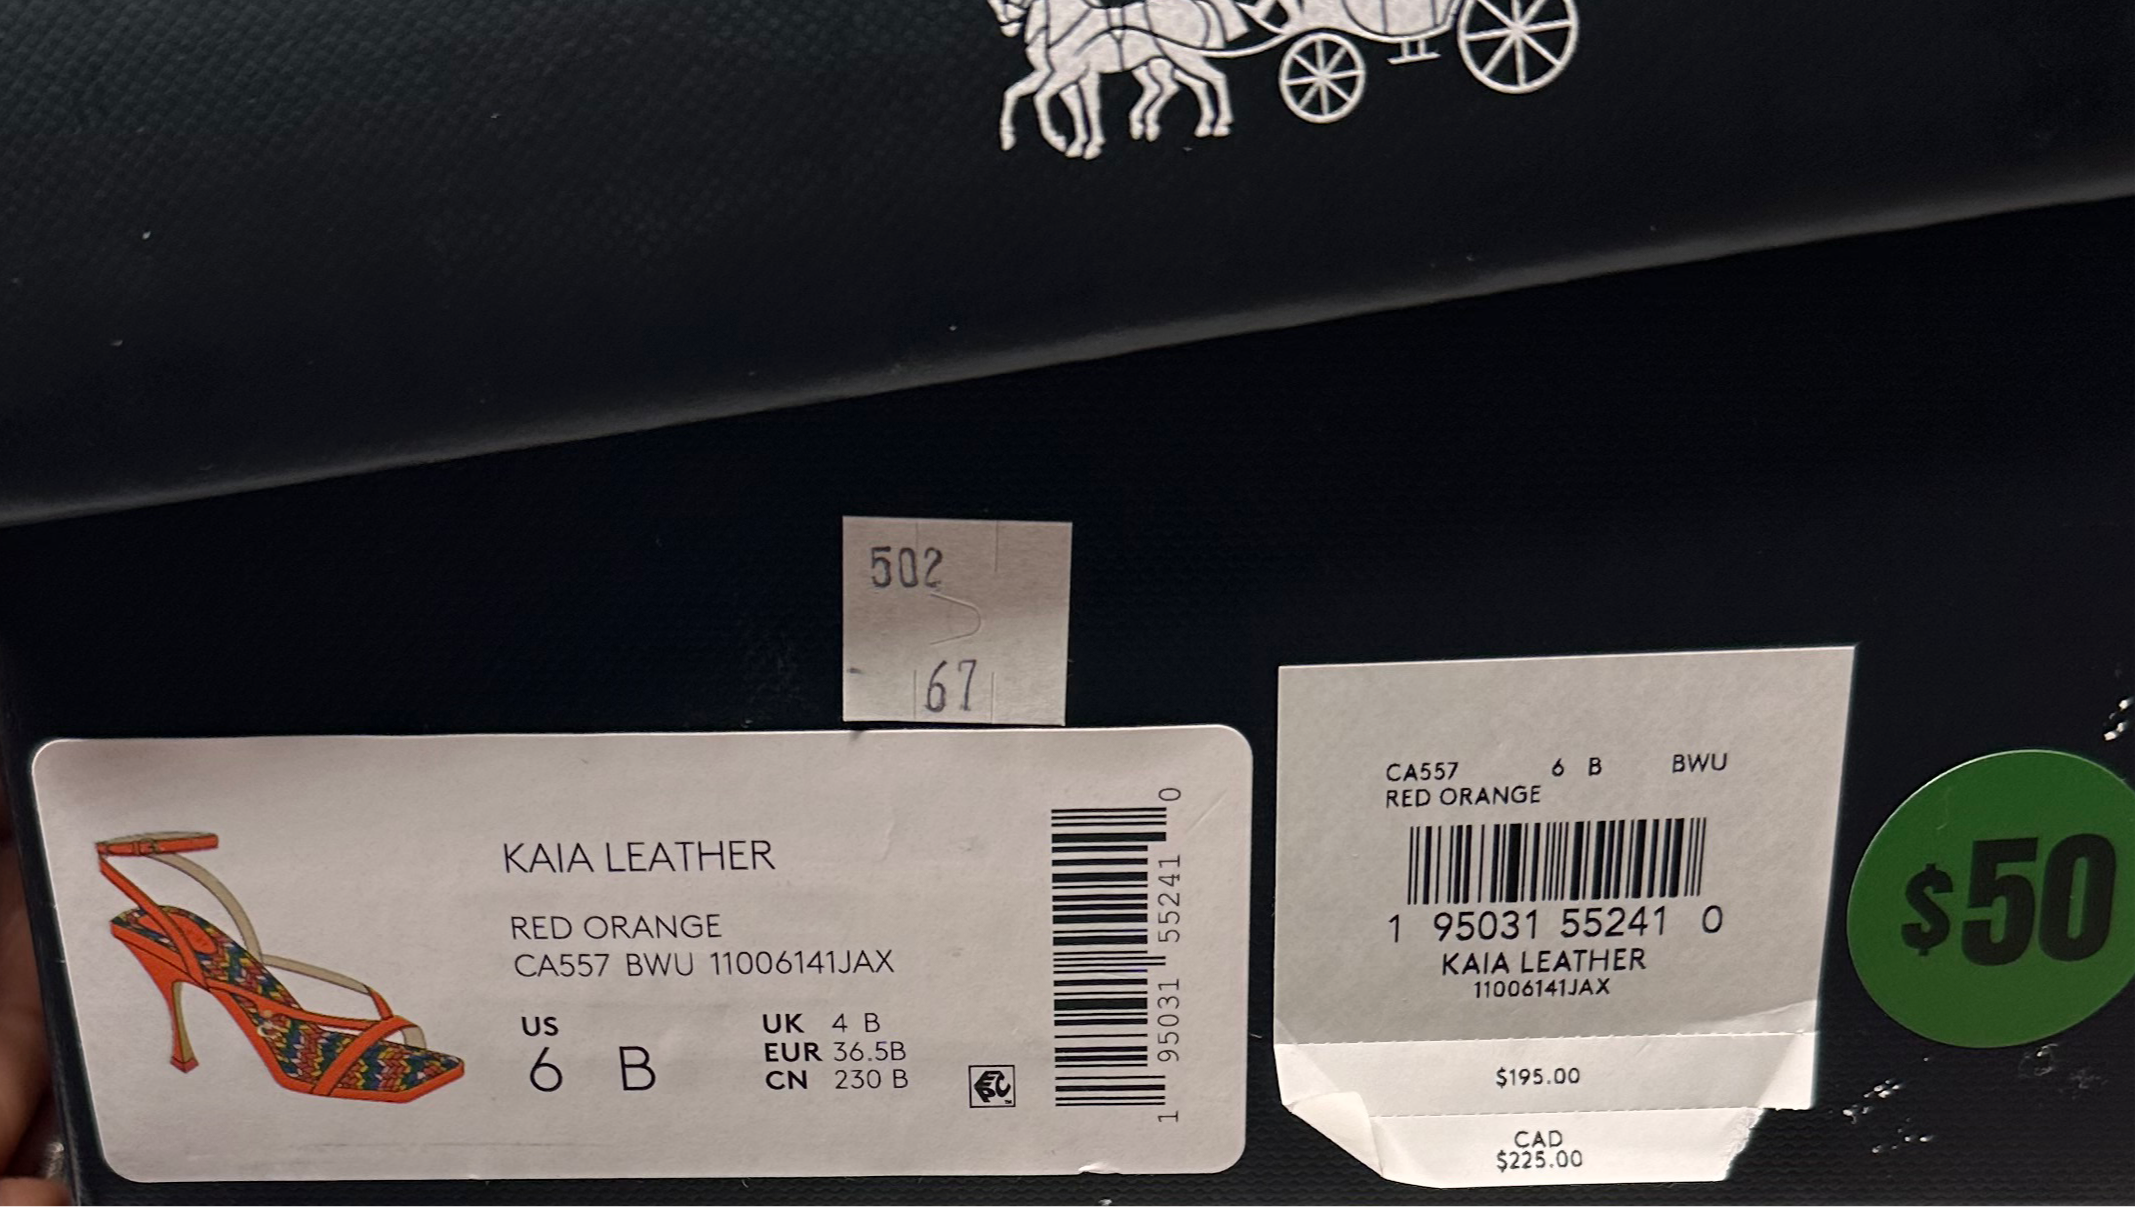 502
67
KAIA LEATHER
RED ORANGE
CA557 BWU 11006141JAX
US
6 B
UK 4 B
EUR 36.5B
CN 230 B
1 95031 55241 0
CA557 6 B BWU
RED ORANGE
1 95031 55241 0
KAIA LEATHER
11006141JAX
$195.00
CAD
$225.00
$50